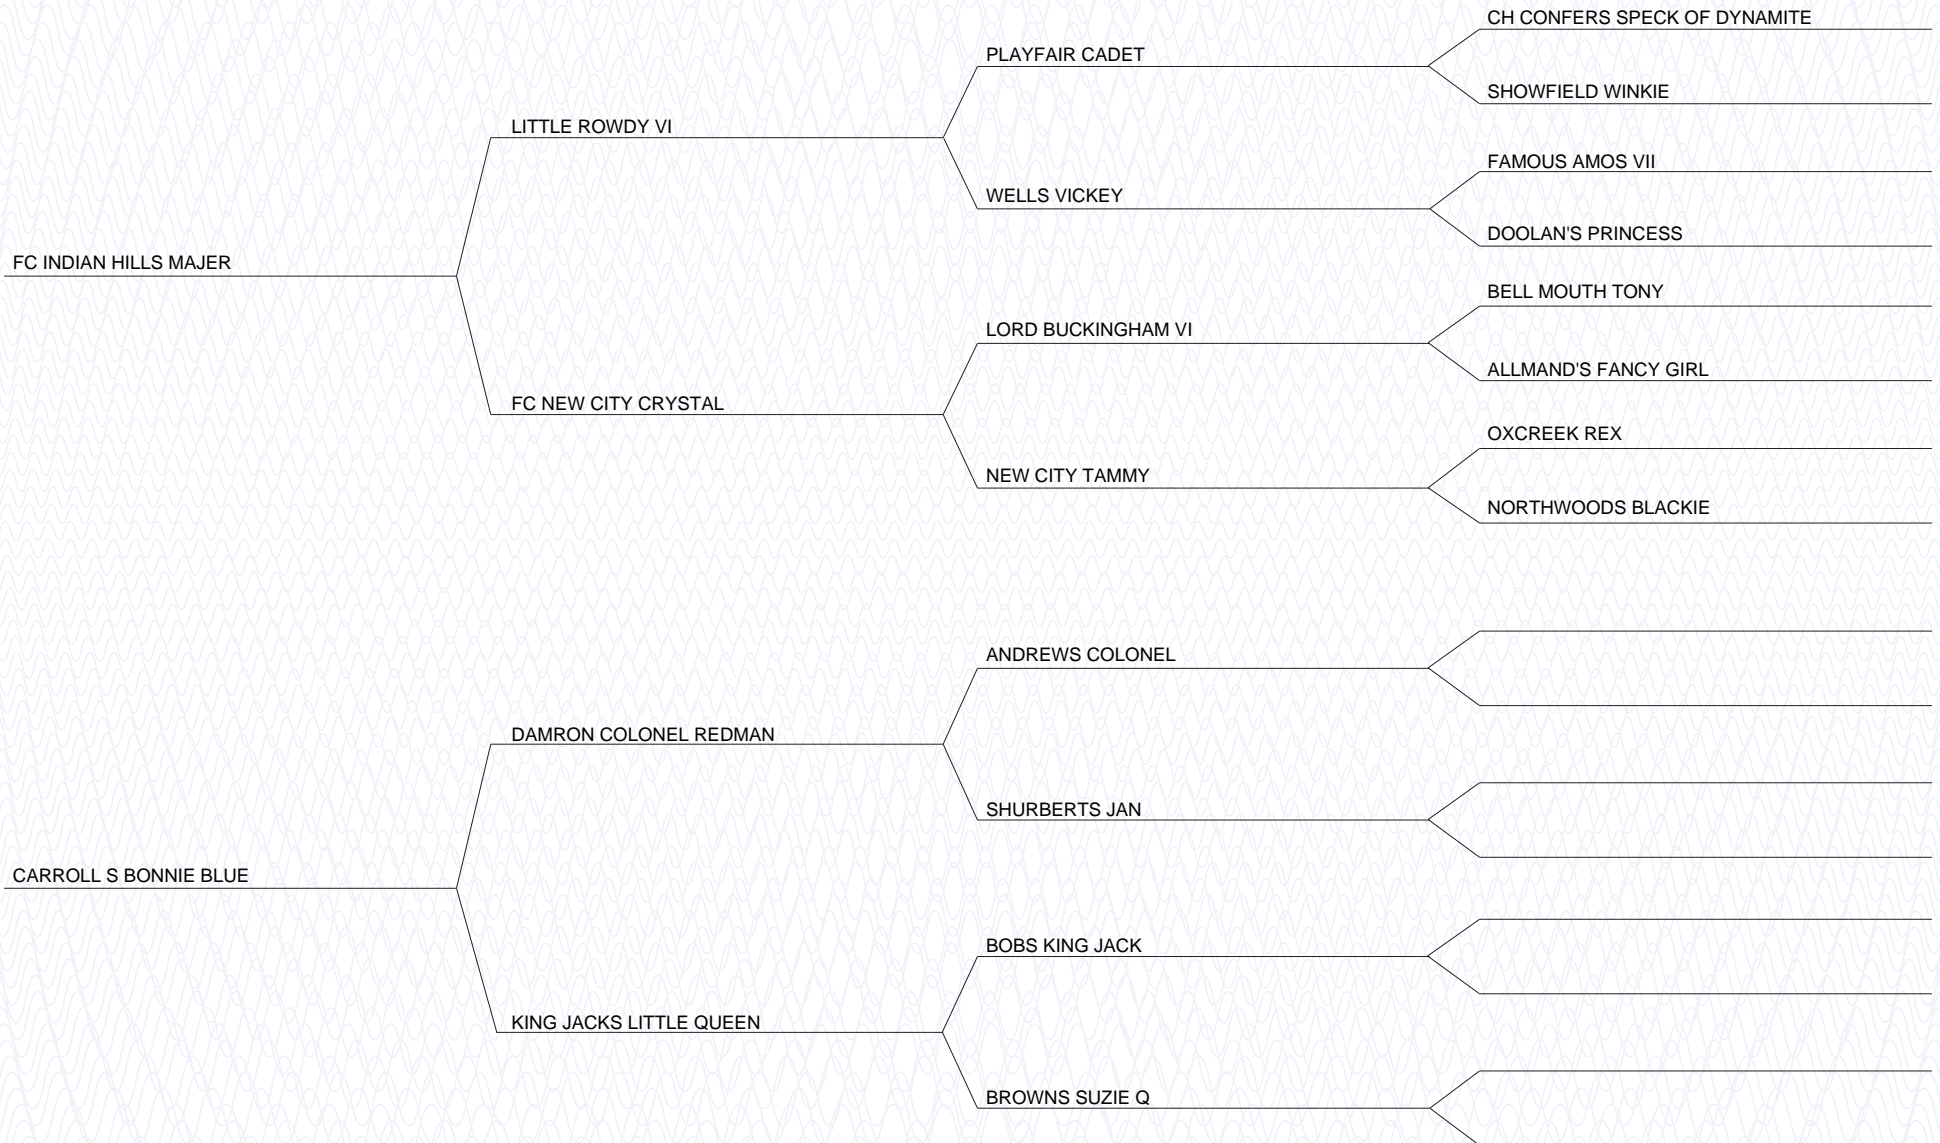 CH CONFERS SPECK OF DYNAMITE
PLAYFAIR CADET
SHOWFIELD WINKIE
LITTLE ROWDY VI
FAMOUS AMOS VII
WELLS VICKEY
DOOLAN'S PRINCESS
FC INDIAN HILLS MAJER
BELL MOUTH TONY
LORD BUCKINGHAM VI
ALLMAND'S FANCY GIRL
FC NEW CITY CRYSTAL
OXCREEK REX
NEW CITY TAMMY
NORTHWOODS BLACKIE
ANDREWS COLONEL
DAMRON COLONEL REDMAN
SHURBERTS JAN
CARROLL S BONNIE BLUE
BOBS KING JACK
KING JACKS LITTLE QUEEN
BROWNS SUZIE Q